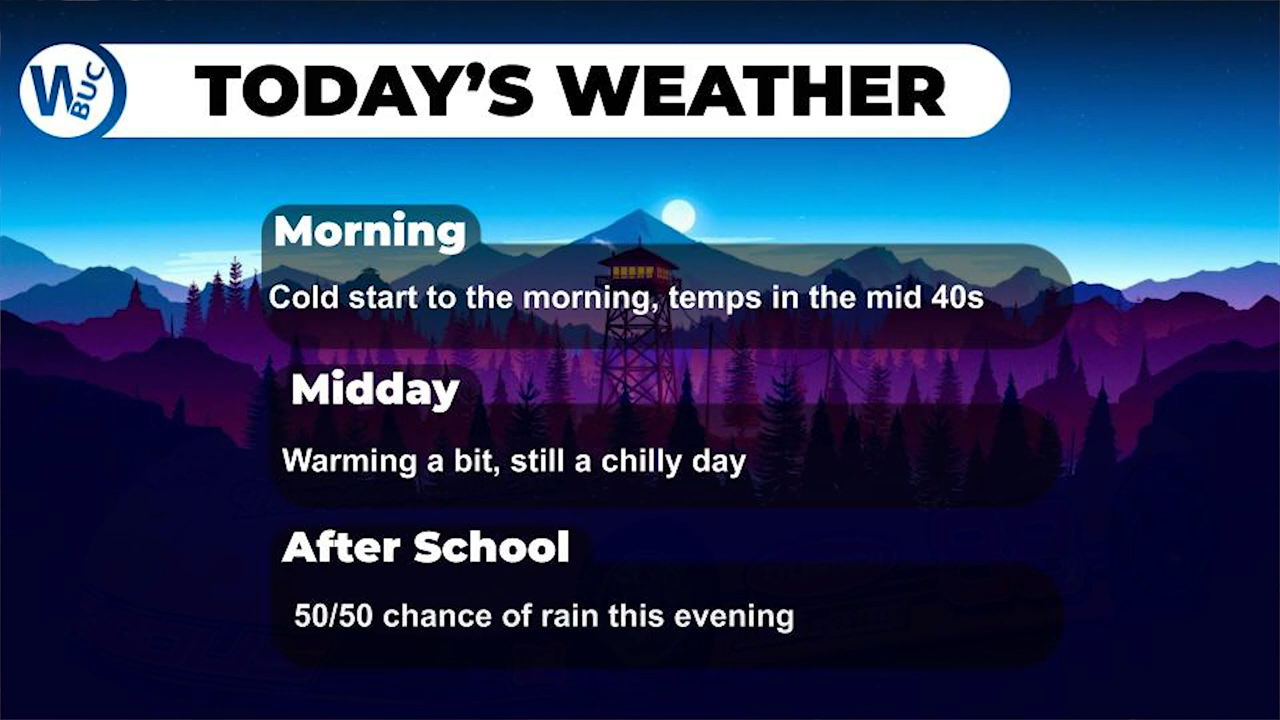 WBUC
TODAY'S WEATHER
Morning
Cold start to the morning, temps in the mid 40s
Midday
Warming a bit, still a chilly day
After School
50/50 chance of rain this evening